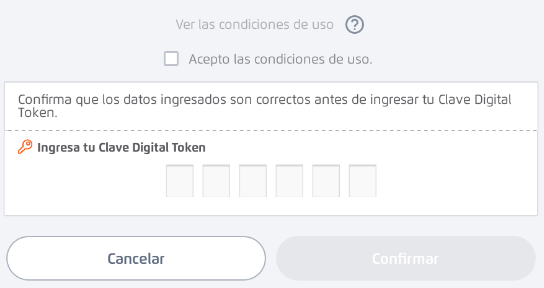 Ver las condiciones de uso ?
Acepto las condiciones de uso.
Confirma que los datos ingresados son correctos antes de ingresar tu Clave Digital
Token.
Ingresa tu Clave Digital Token
Cancelar
Confirmar